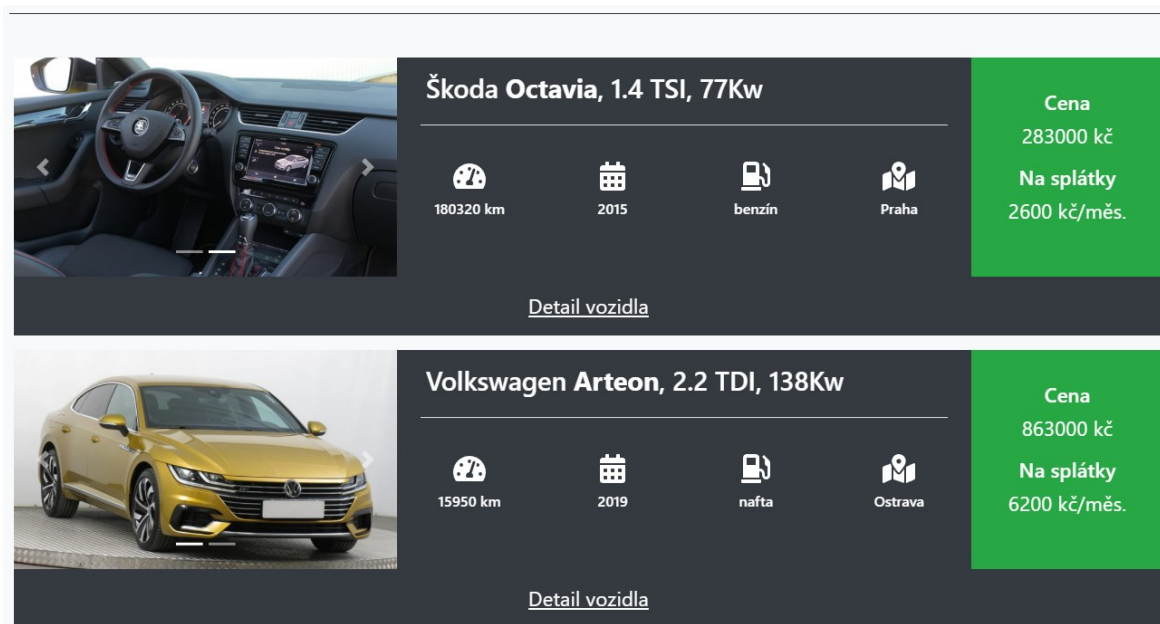 Škoda Octavia, 1.4 TSI, 77Kw
180320 km
2015
benzín
Praha
Cena
283000 kč
Na splátky
2600 kč/měs.
Detail vozidla
Volkswagen Arteon, 2.2 TDI, 138Kw
15950 km
2019
nafta
Ostrava
Cena
863000 kč
Na splátky
6200 kč/měs.
Detail vozidla